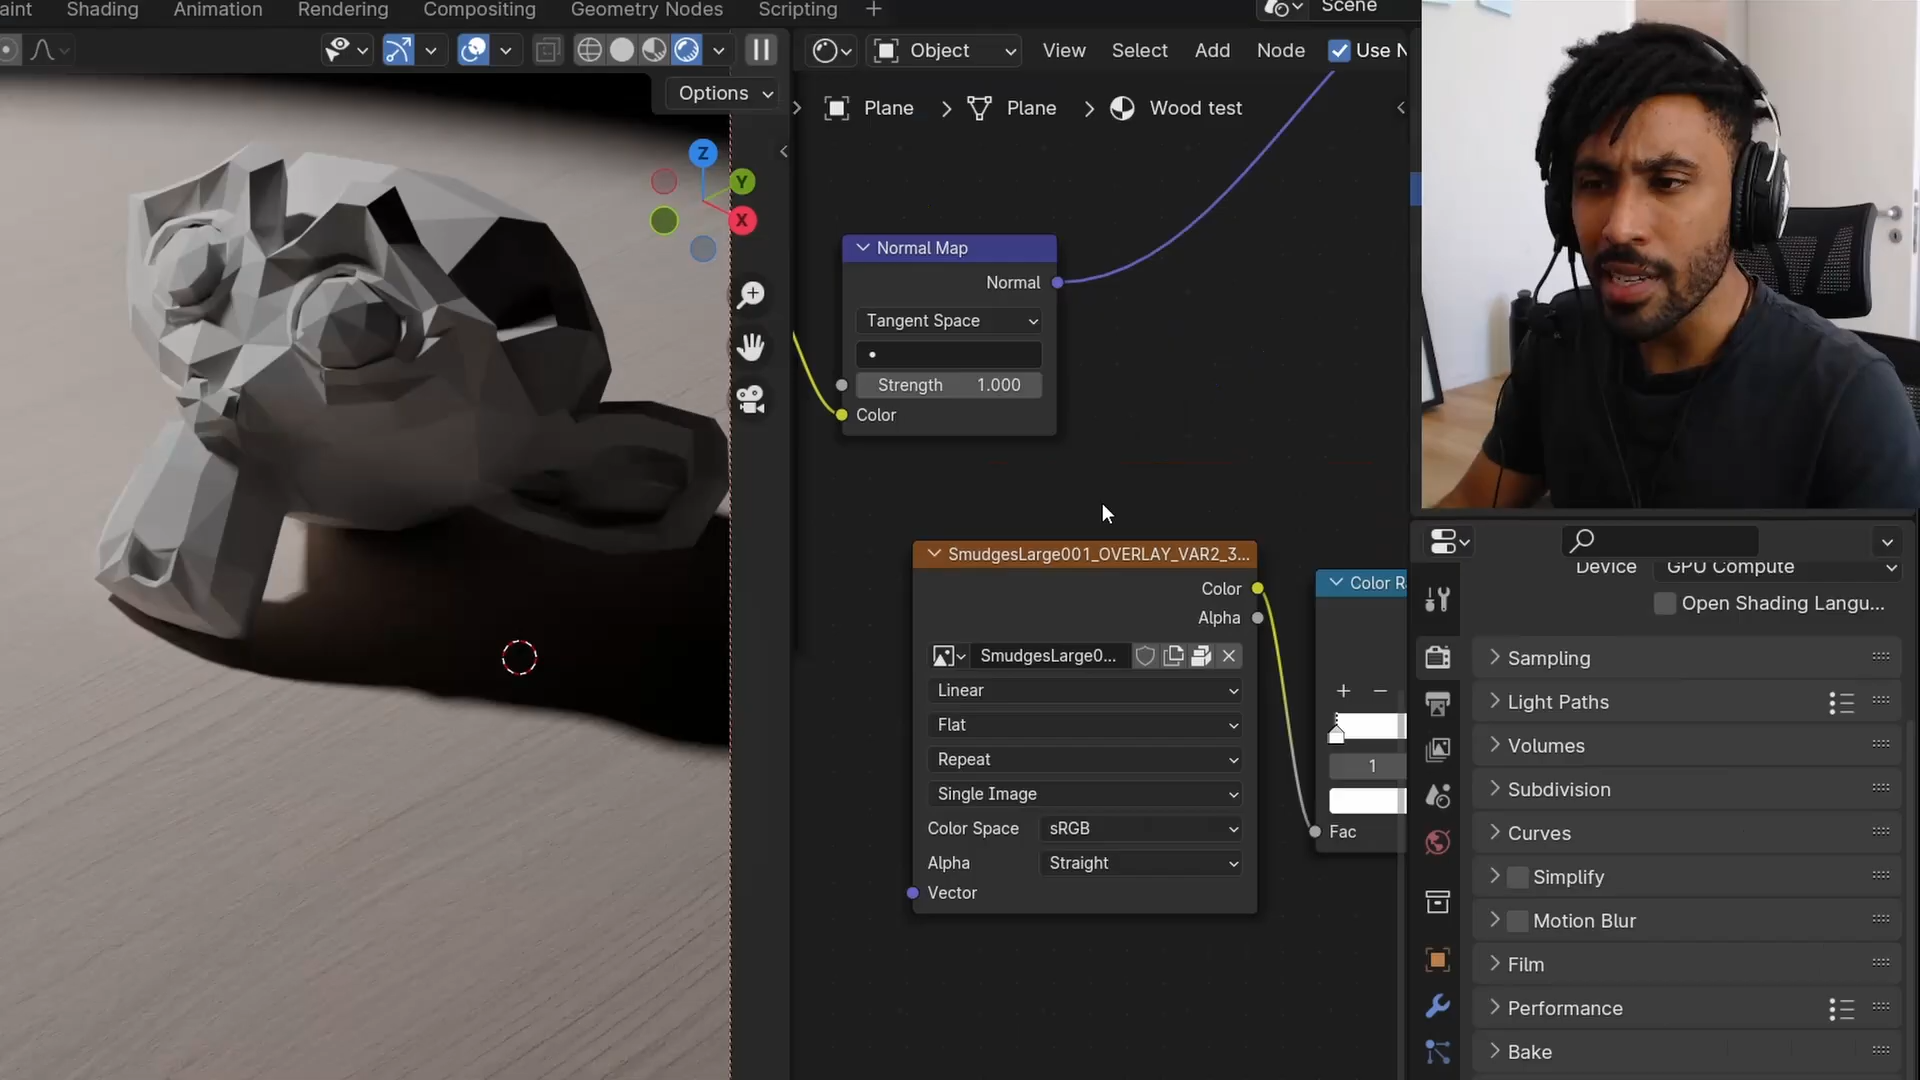 aint
Shading
Animation
Rendering
Compositing
Geometry Nodes
Scripting
+
Scene
Object
View
Select
Add
Node
Use N
Options
Plane
Plane
Wood test
Z
Y
X
Normal Map
Normal
Tangent Space
Strength 1.000
Color
SmudgesLarge001_OVERLAY_VAR2_3...
Color
Alpha
SmudgesLarge0...
Linear
Flat
Repeat
Single Image
Color Space sRGB
Alpha Straight
Vector
Color R
1
Fac
Device GPU Compute
Open Shading Langu...
Sampling
Light Paths
Volumes
Subdivision
Curves
Simplify
Motion Blur
Film
Performance
Bake